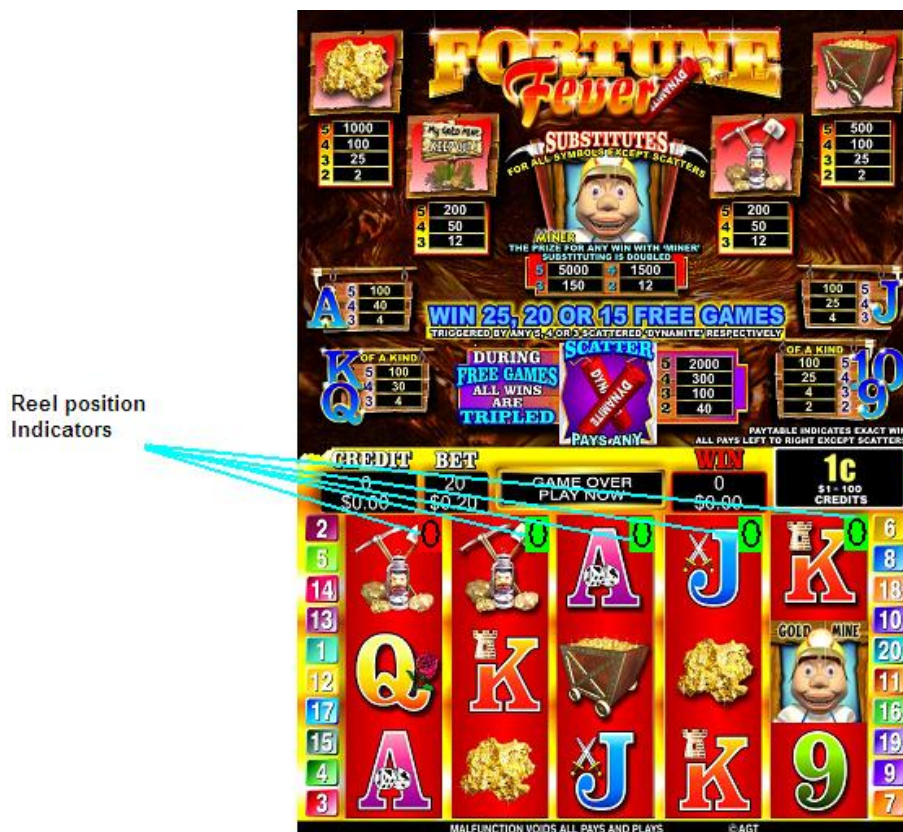 FORTUNE
Fever
DYNAMITE
5 1000
4 100
3 25
2 2
My GOLD MINE
KEEP OUT!
5 200
4 50
3 12
SUBSTITUTES
FOR ALL SYMBOLS EXCEPT SCATTERS
MINER
THE PRIZE FOR ANY WIN WITH 'MINER'
SUBSTITUTING IS DOUBLED
5 5000 4 1500
3 150 2 12
5 200
4 50
3 12
5 500
4 100
3 25
2 2
A
5 100
4 40
3 4
WIN 25, 20 OR 15 FREE GAMES
TRIGGERED BY ANY 5, 4 OR 3 SCATTERED 'DYNAMITE' RESPECTIVELY
100 5
25 4
4 3
J
K
Q
OF A KIND
5 100
4 30
3 4
DURING
FREE GAMES
ALL WINS
ARE
TRIPLED
SCATTER
DYN
DYNAMITE
PAYS ANY
5 2000
4 300
3 100
2 40
OF A KIND
100 5
25 4
4 3
2 2
10
9
PAYTABLE INDICATES EXACT WIN
ALL PAYS LEFT TO RIGHT EXCEPT SCATTERS
Reel position
Indicators
CREDIT BET WIN
0 20 0
$0.00 $0.20 $0.00
GAME OVER
PLAY NOW
1c
$1 = 100
CREDITS
2
5
14
13
1
12
17
15
4
3
0 0 0 0 0
A J K
Q K
GOLD MINE
A J K 9
6
8
18
10
20
11
16
19
9
7
MALFUNCTION VOIDS ALL PAYS AND PLAYS ©AGT